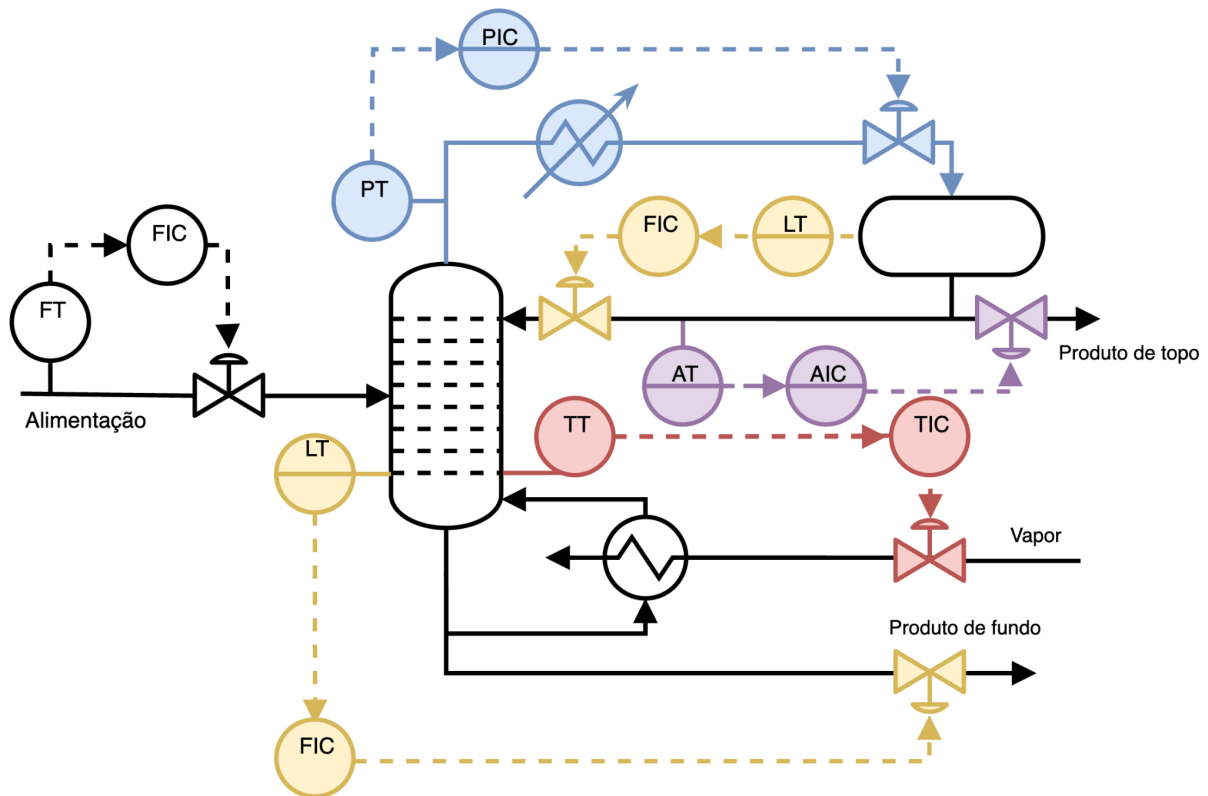 PIC
PT
FIC
FIC
LT
FT
Produto de topo
AT
AIC
Alimentação
TT
TIC
LT
Vapor
Produto de fundo
FIC